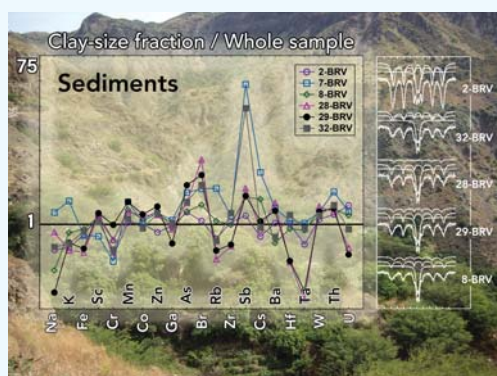 Clay-size fraction / Whole sample
75
Sediments
2-BRV
7-BRV
8-BRV
28-BRV
29-BRV
32-BRV
1
Na
K
Fe
Sc
Cr
Mn
Co
Zn
Ga
As
Br
Rb
Zr
Sb
Cs
Ba
Hf
Ta
W
Th
U
2-BRV
32-BRV
28-BRV
29-BRV
8-BRV